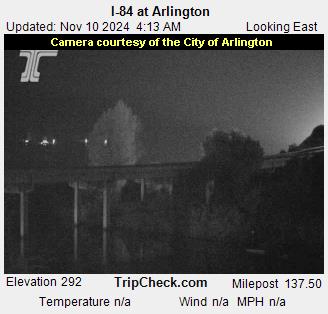 I-84 at Arlington
Updated: Nov 10 2024 4:13 AM Looking East
Camera courtesy of the City of Arlington
Elevation 292 TripCheck.com Milepost 137.50
Temperature n/a Wind n/a MPH n/a